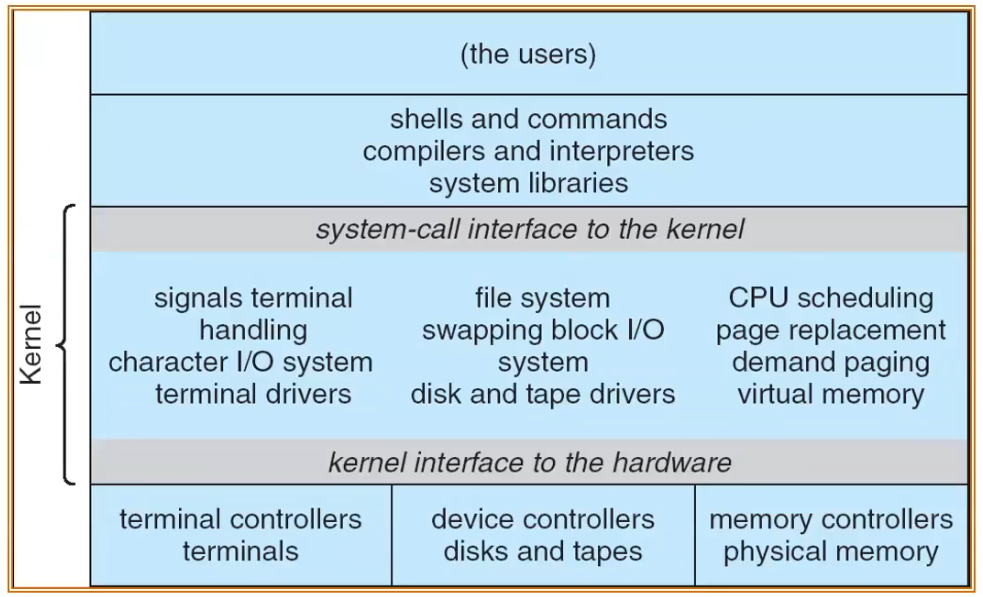 (the users)
shells and commands
compilers and interpreters
system libraries
Kernel
system-call interface to the kernel
signals terminal
handling
character I/O system
terminal drivers
file system
swapping block I/O
system
disk and tape drivers
CPU scheduling
page replacement
demand paging
virtual memory
kernel interface to the hardware
terminal controllers
terminals
device controllers
disks and tapes
memory controllers
physical memory